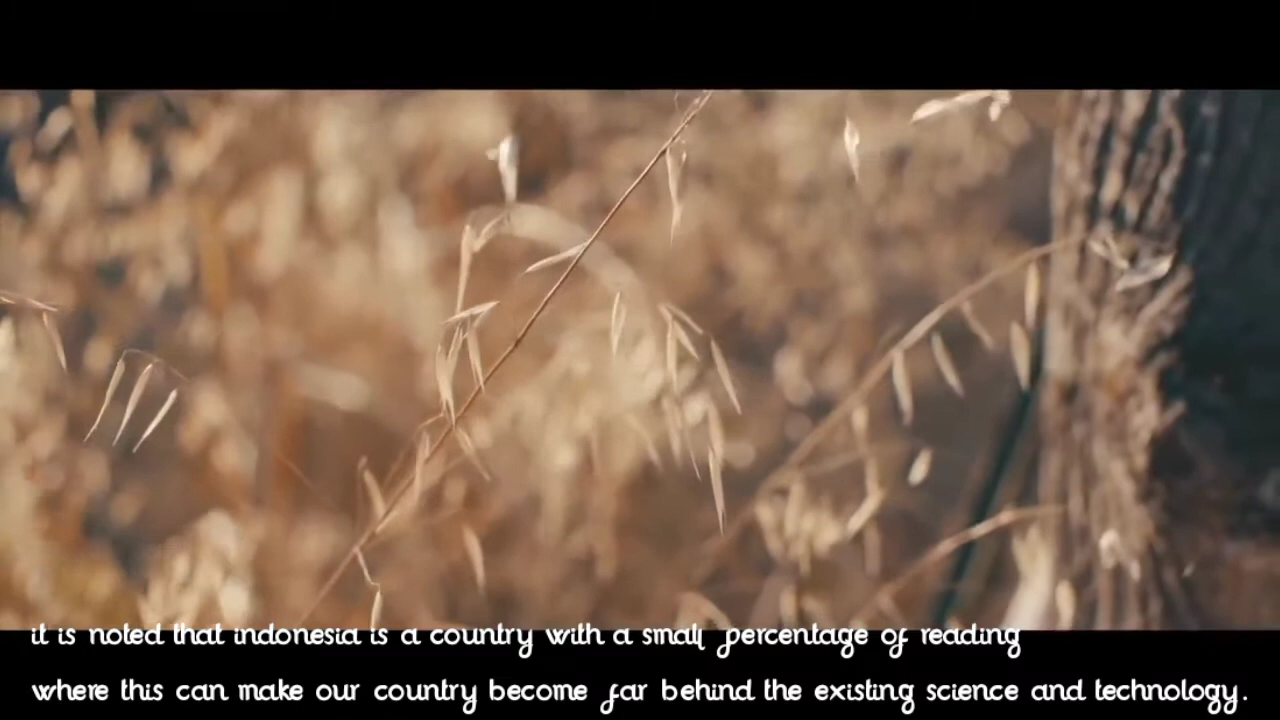 it is noted that indonesia is a country with a small percentage of reading
where this can make our country become far behind the existing science and technology.